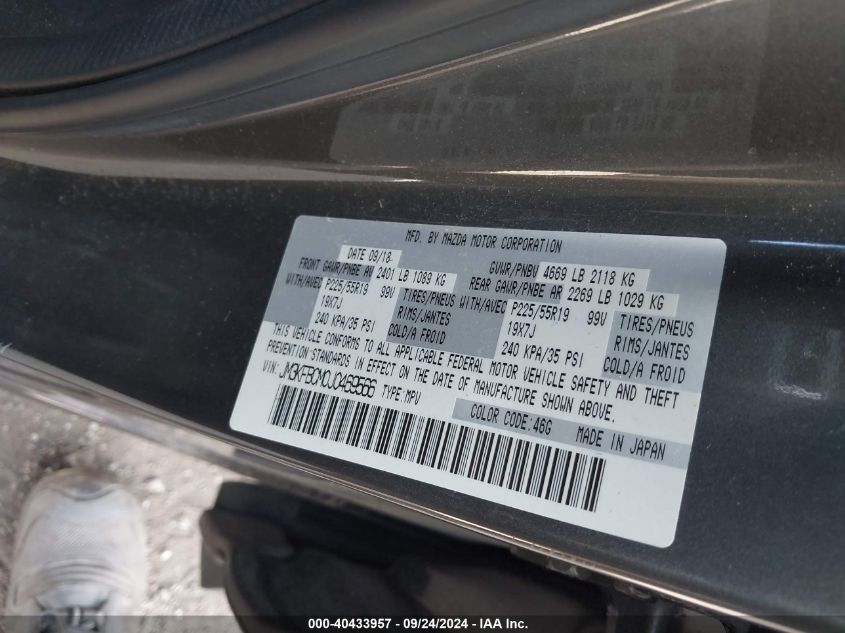 MFD. BY MAZDA MOTOR CORPORATION
DATE 09/18 GVWR/PNBV 4669 LB 2118 KG
FRONT GAWR/PNBE AV 2401 LB 1089 KG REAR GAWR/PNBE AR 2269 LB 1029 KG
WITH/AVEC P225/55R19 99V TIRES/PNEUS WITH/AVEC P225/55R19 99V TIRES/PNEUS
19X7J RIMS/JANTES 19X7J RIMS/JANTES
240 KPA/35 PSI COLD/A FROID 240 KPA/35 PSI COLD/A FROID
THIS VEHICLE CONFORMS TO ALL APPLICABLE FEDERAL MOTOR VEHICLE SAFETY AND THEFT
PREVENTION STANDARDS IN EFFECT ON THE DATE OF MANUFACTURE SHOWN ABOVE.
VIN: JM3KFBCM0J0469566 TYPE:MPV
COLOR CODE:46G MADE IN JAPAN
000-40433957 - 09/24/2024 - IAA Inc.